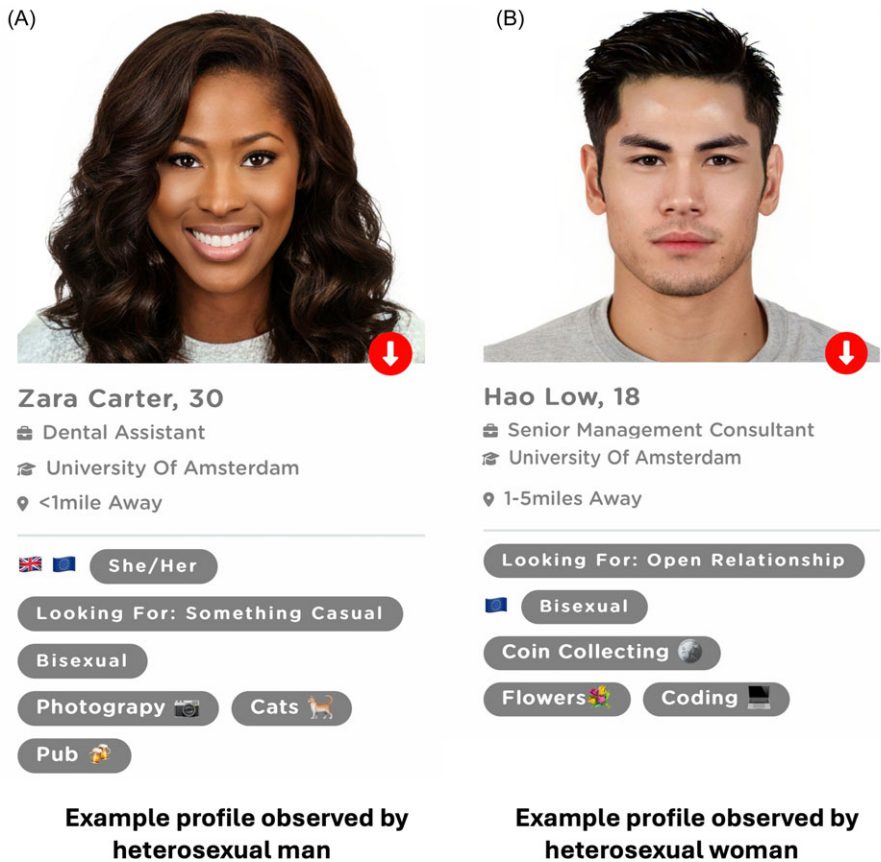 (A)
Zara Carter, 30
Dental Assistant
University Of Amsterdam
<1mile Away
She/Her
Looking For: Something Casual
Bisexual
Photograpy
Cats
Pub
Example profile observed by
heterosexual man
(B)
Hao Low, 18
Senior Management Consultant
University Of Amsterdam
1-5miles Away
Looking For: Open Relationship
Bisexual
Coin Collecting
Flowers
Coding
Example profile observed by
heterosexual woman